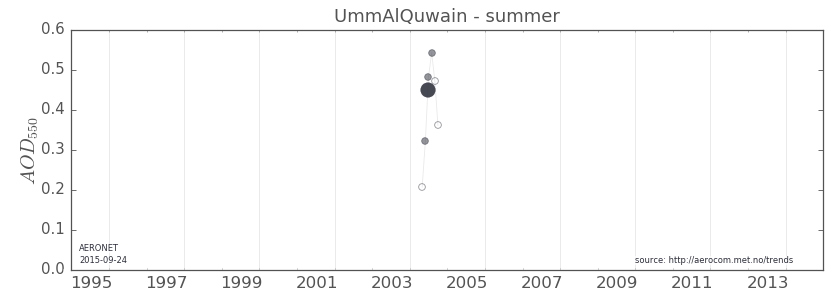 UmmAlQuwain - summer
0.6
0.5
0.4
0.3
0.2
0.1
0.0
AOD550
AERONET
2015-09-24
source: http://aerocom.met.no/trends
1995 1997 1999 2001 2003 2005 2007 2009 2011 2013